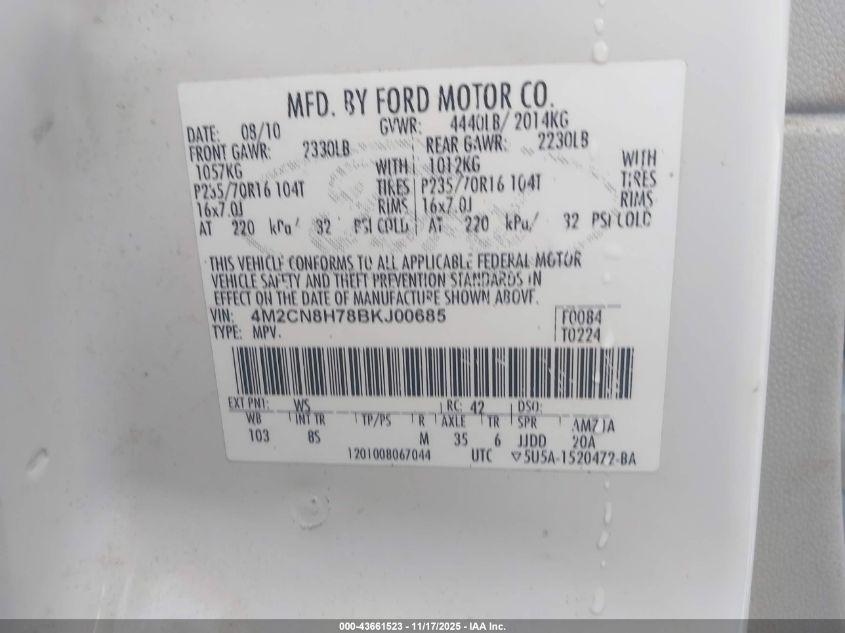 MFD. BY FORD MOTOR CO.
DATE: 08/10 GVWR: 4440LB/ 2014KG
FRONT GAWR: 2330LB REAR GAWR: 2230LB
1057KG WITH 1012KG WITH
P235/70R16 104T TIRES P235/70R16 104T TIRES
16x7.0J RIMS 16x7.0J RIMS
AT 220 kPa/ 32 PSI COLD AT 220 kPa/ 32 PSI COLD
THIS VEHICLE CONFORMS TO ALL APPLICABLE FEDERAL MOTOR
VEHICLE SAFETY AND THEFT PREVENTION STANDARDS IN
EFFECT ON THE DATE OF MANUFACTURE SHOWN ABOVE.
VIN: 4M2CN8H78BKJ00685 F0084
TYPE: MPV T0224
EXT PNT: WS RC: 42 DSO:
WB INT TR TP/PS R AXLE TR SPR
103 8S M 35 6 JJDD 20A
1201008067044 UTC ▽5U5A-1520472-BA
000-43661523 - 11/17/2025 - IAA Inc.